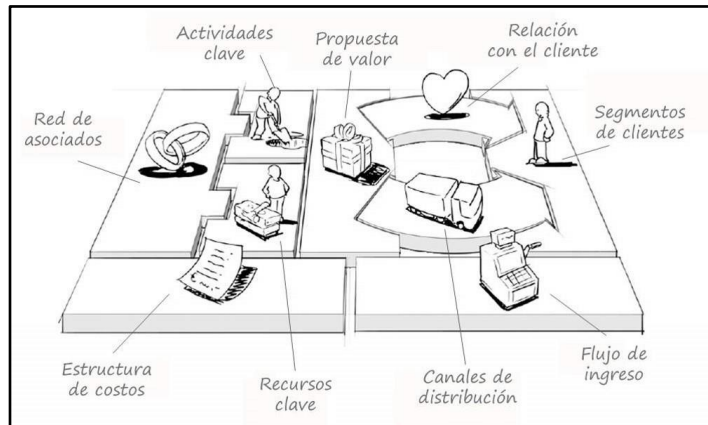 Actividades
clave
Propuesta
de valor
Relación
con el cliente
Red de
asociados
Segmentos
de clientes
Estructura
de costos
Recursos
clave
Canales de
distribución
Flujo de
ingreso